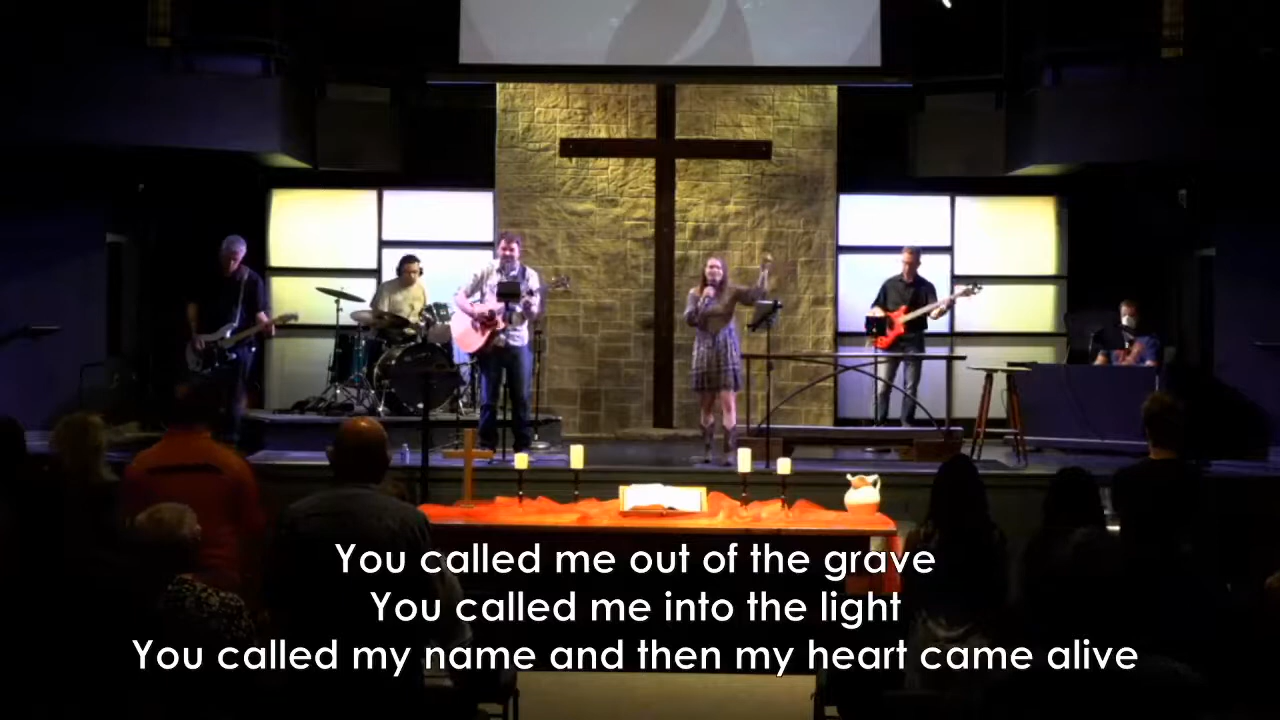 You called me out of the grave
You called me into the light
You called my name and then my heart came alive